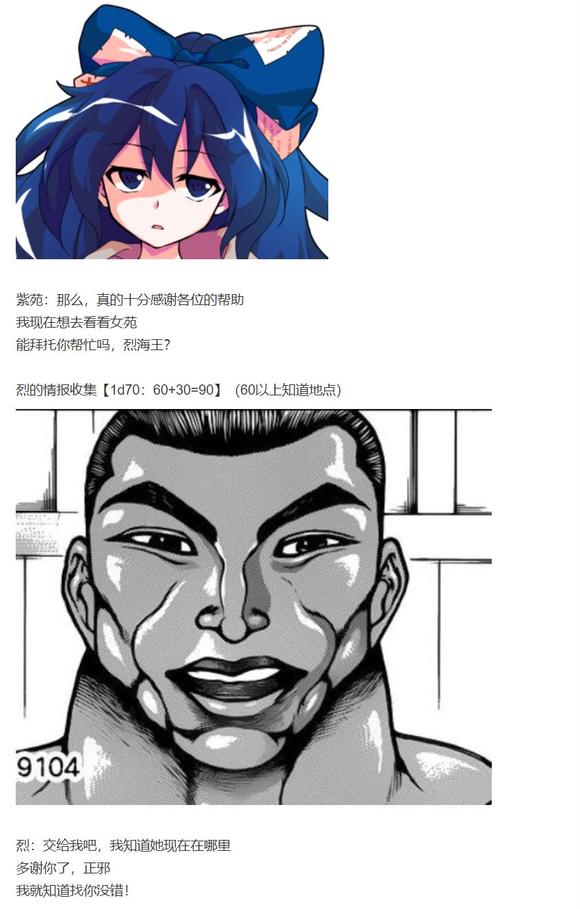 紫苑：那么，真的十分感谢各位的帮助
我现在想去看看女苑
能拜托你帮忙吗，烈海王？
烈的情报收集【1d70：60+30=90】（60以上知道地点）
9104
烈：交给我吧，我知道她现在在哪里
多谢你了，正邪
我就知道找你没错！